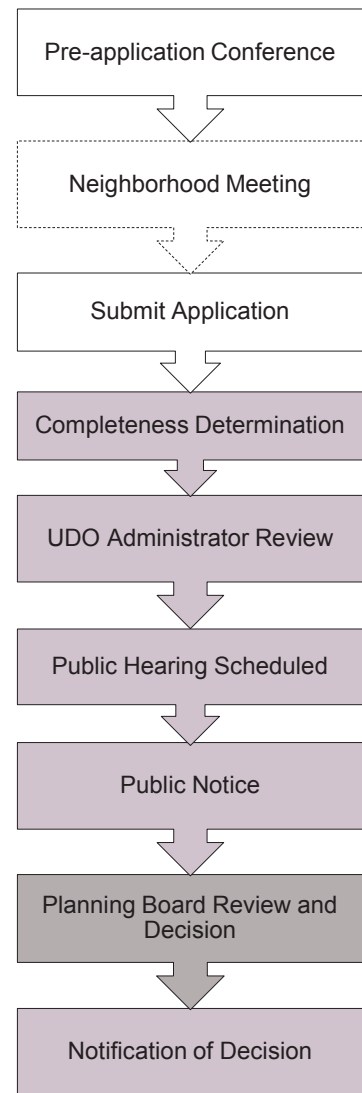 Pre-application Conference
Neighborhood Meeting
Submit Application
Completeness Determination
UDO Administrator Review
Public Hearing Scheduled
Public Notice
Planning Board Review and
Decision
Notification of Decision